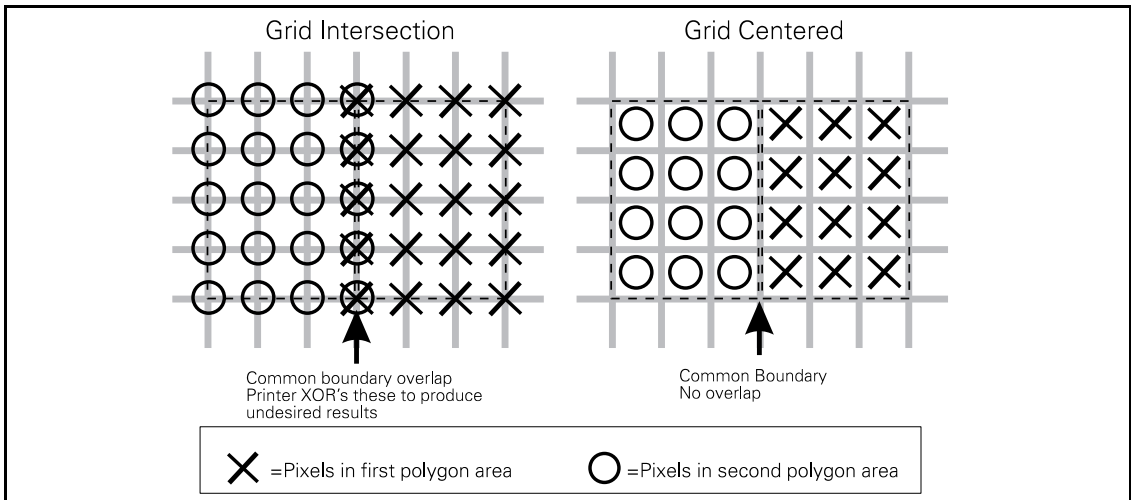 Grid Intersection
Grid Centered
Common boundary overlap
Printer XOR's these to produce
undesired results
Common Boundary
No overlap
=Pixels in first polygon area
=Pixels in second polygon area